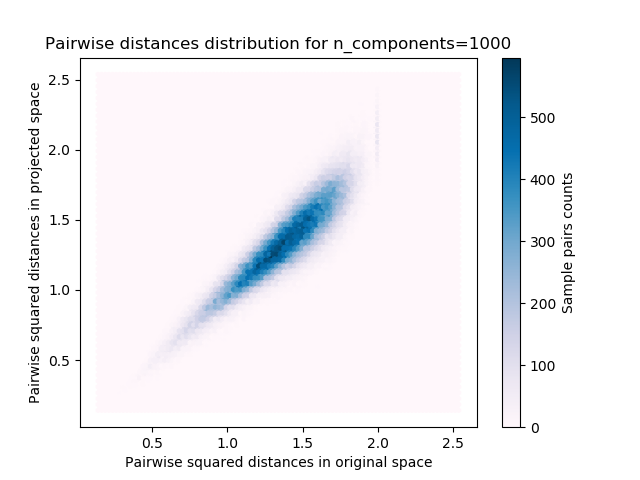 Pairwise distances distribution for n_components=1000
Pairwise squared distances in projected space
2.5
2.0
1.5
1.0
0.5
0.5 1.0 1.5 2.0 2.5
Pairwise squared distances in original space
500
400
300
200
100
0
Sample pairs counts